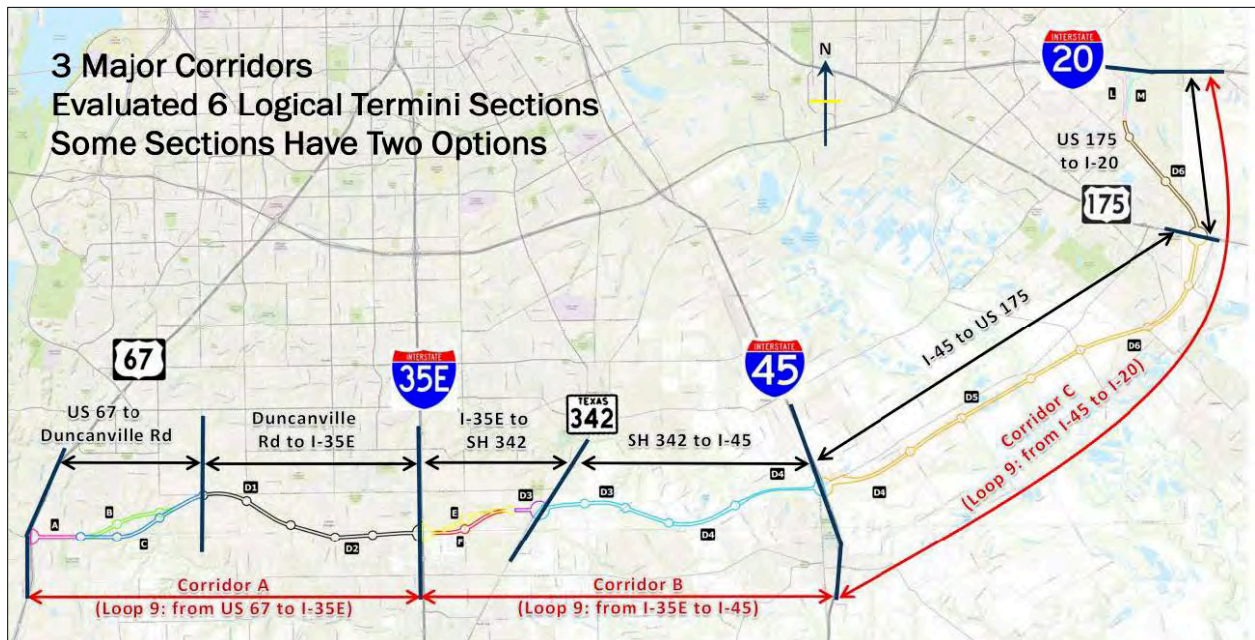 3 Major Corridors
Evaluated 6 Logical Termini Sections
Some Sections Have Two Options
N
INTERSTATE
20
L
M
US 175
to I-20
D6
175
I-45 to US 175
D6
D5
Corridor C
(Loop 9: from I-45 to I-20)
D4
67
INTERSTATE
35E
INTERSTATE
45
TEXAS
342
US 67 to
Duncanville Rd
Duncanville
Rd to I-35E
I-35E to
SH 342
SH 342 to I-45
A
B
C
D1
D2
E
F
D3
D3
D4
D4
Corridor A
(Loop 9: from US 67 to I-35E)
Corridor B
(Loop 9: from I-35E to I-45)